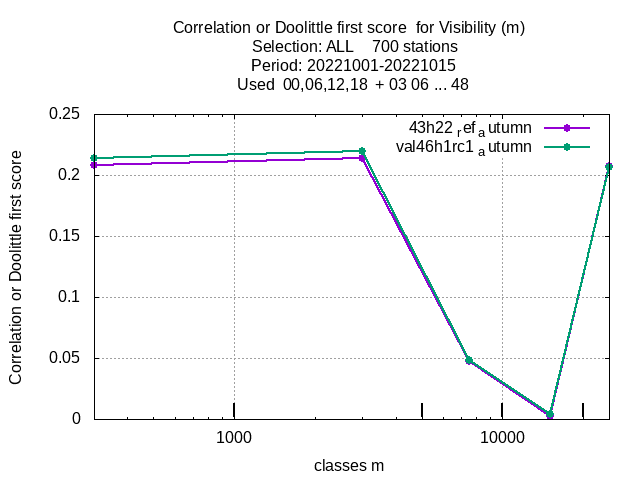 Correlation or Doolittle first score  for Visibility (m)
Selection: ALL    700 stations
Period: 20221001-20221015
Used  00,06,12,18  + 03 06 ... 48
0.25
43h22 ref autumn
val46h1rc1 autumn
0.2
0.15
0.1
0.05
0
Correlation or Doolittle first score
1000
10000
classes m